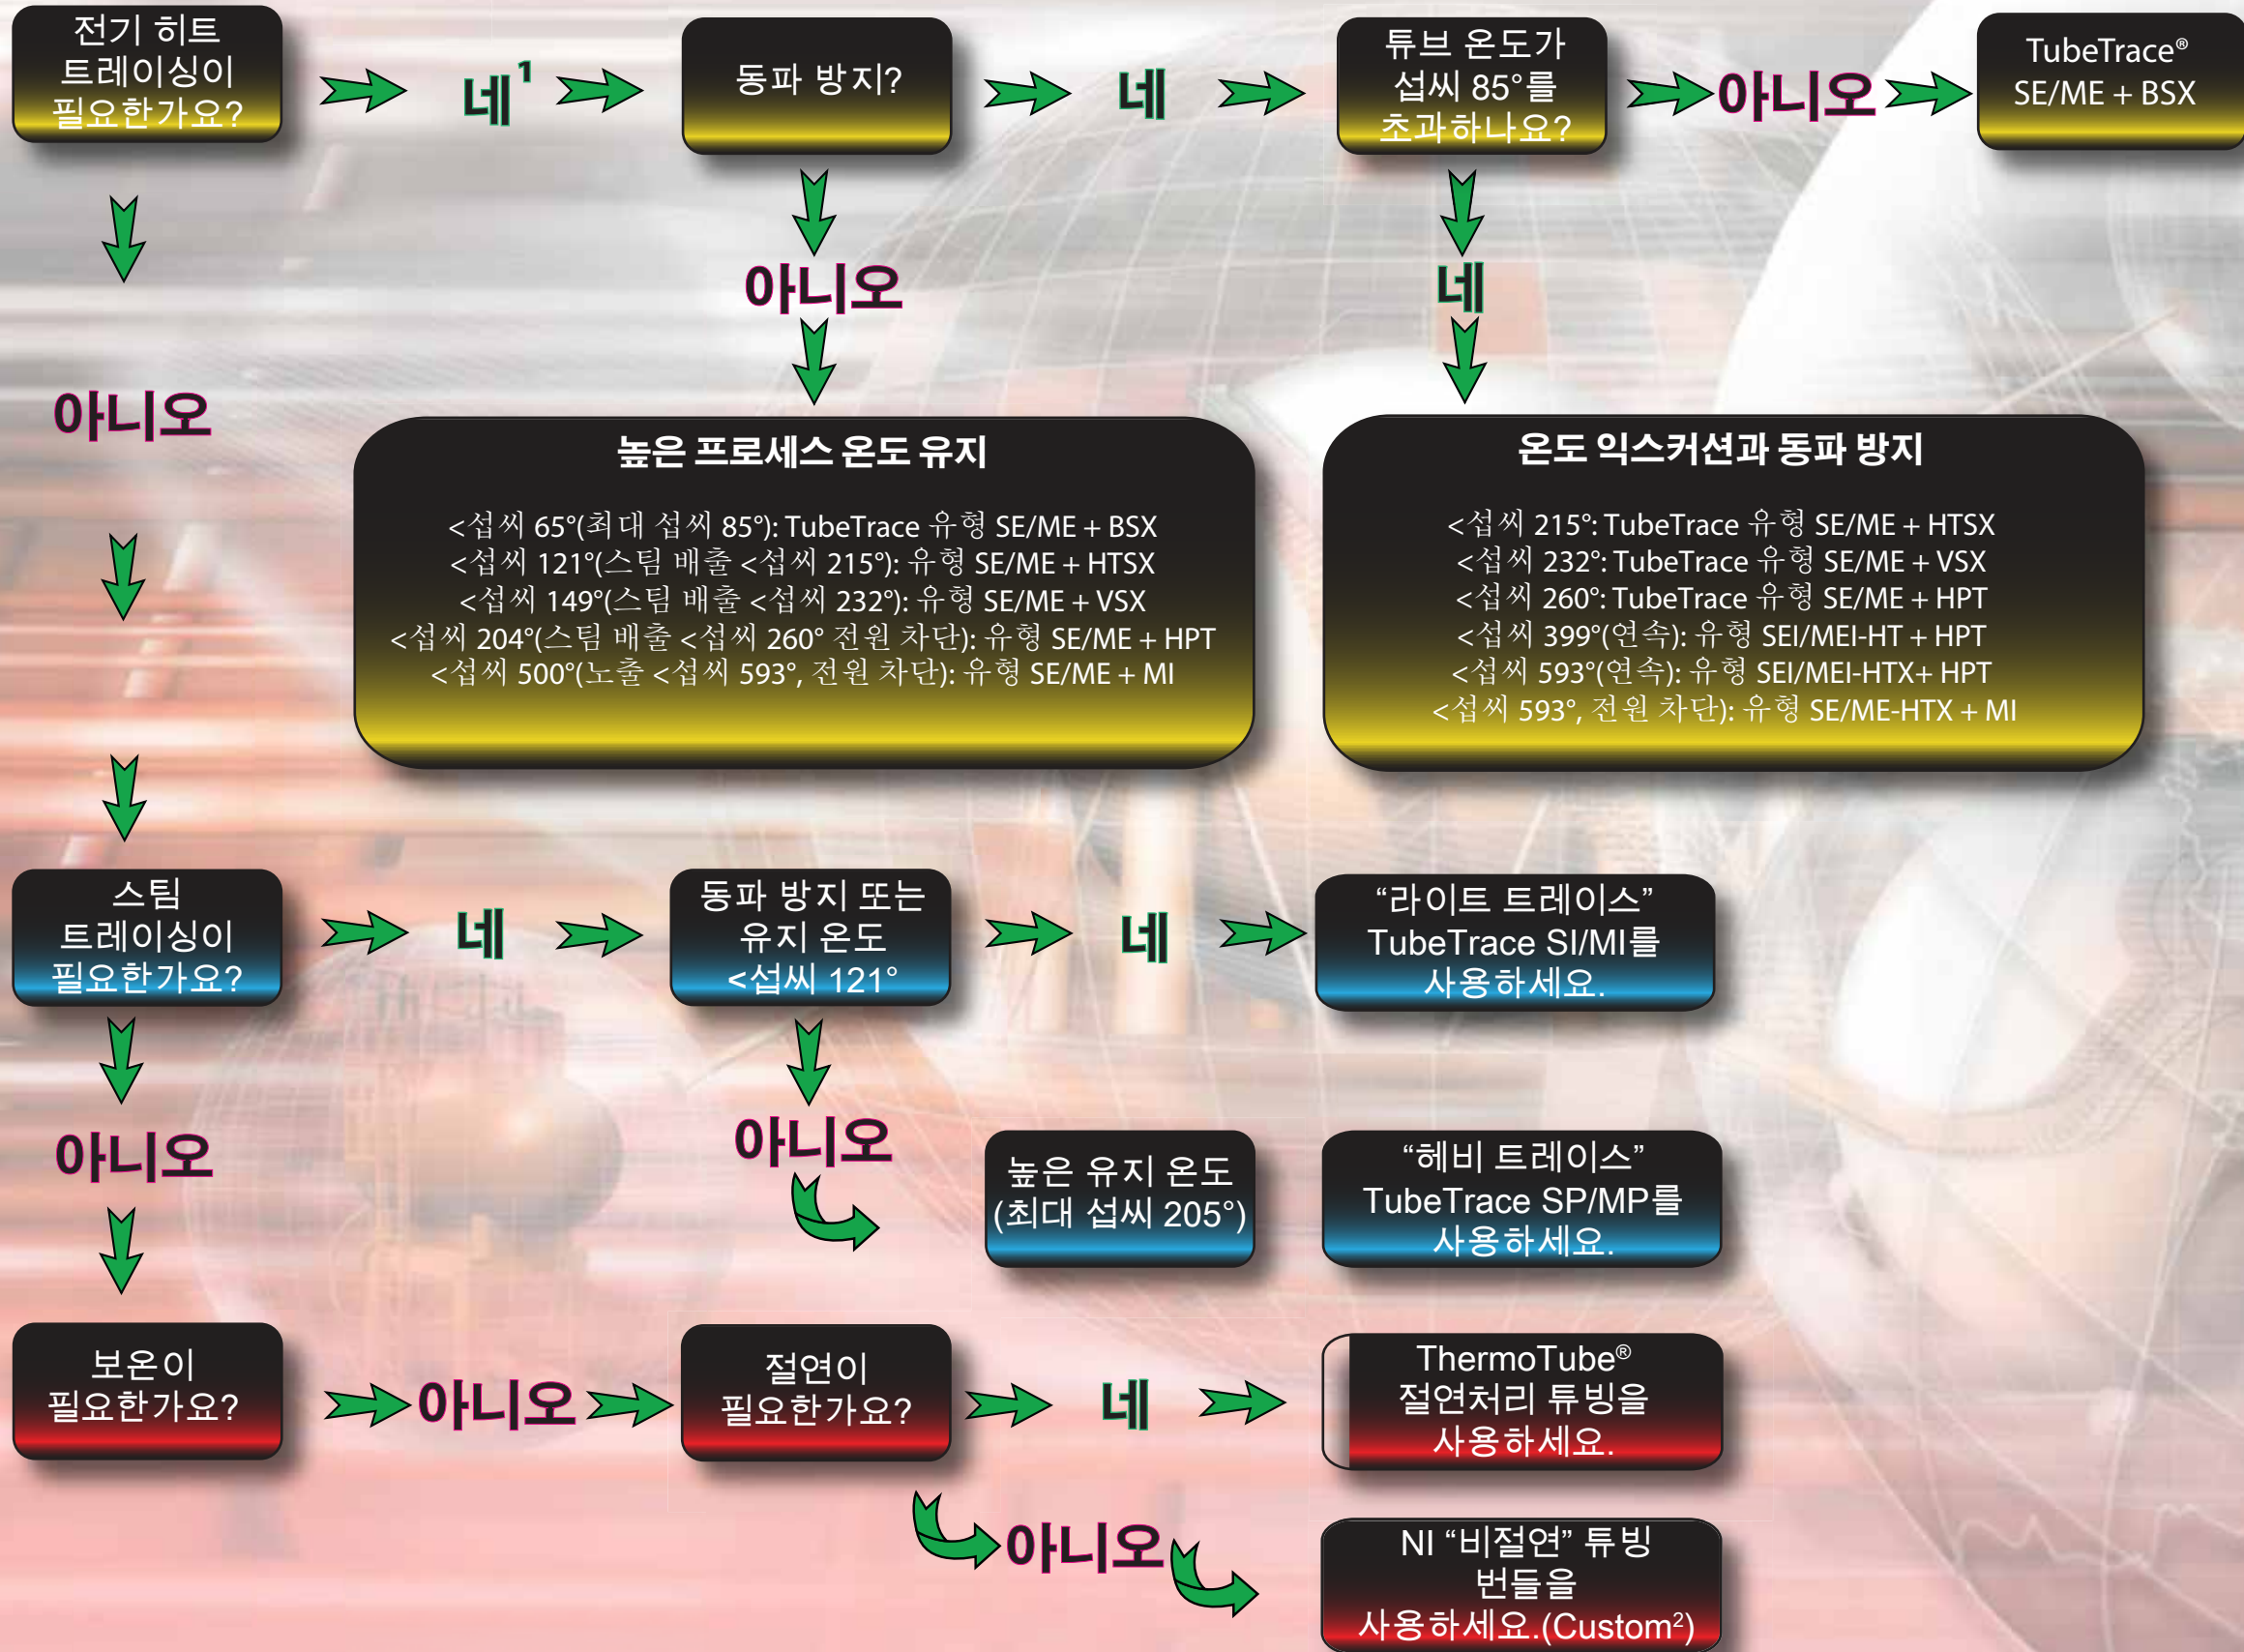 전기 히트
트레이싱이
필요한가요?
네¹
동파 방지?
네
튜브 온도가
섭씨 85°를
초과하나요?
아니오
TubeTrace®
SE/ME + BSX
아니오
네
아니오
높은 프로세스 온도 유지
<섭씨 65°(최대 섭씨 85°): TubeTrace 유형 SE/ME + BSX
<섭씨 121°(스팀 배출 <섭씨 215°): 유형 SE/ME + HTSX
<섭씨 149°(스팀 배출 <섭씨 232°): 유형 SE/ME + VSX
<섭씨 204°(스팀 배출 <섭씨 260° 전원 차단): 유형 SE/ME + HPT
<섭씨 500°(노출 <섭씨 593°, 전원 차단): 유형 SE/ME + MI
온도 익스커션과 동파 방지
<섭씨 215°: TubeTrace 유형 SE/ME + HTSX
<섭씨 232°: TubeTrace 유형 SE/ME + VSX
<섭씨 260°: TubeTrace 유형 SE/ME + HPT
<섭씨 399°(연속): 유형 SEI/MEI-HT + HPT
<섭씨 593°(연속): 유형 SEI/MEI-HTX+ HPT
<섭씨 593°, 전원 차단): 유형 SE/ME-HTX + MI
스팀
트레이싱이
필요한가요?
네
동파 방지 또는
유지 온도
<섭씨 121°
네
“라이트 트레이스”
TubeTrace SI/MI를
사용하세요.
아니오
아니오
높은 유지 온도
(최대 섭씨 205°)
“헤비 트레이스”
TubeTrace SP/MP를
사용하세요.
보온이
필요한가요?
아니오
절연이
필요한가요?
네
ThermoTube®
절연처리 튜빙을
사용하세요.
아니오
NI “비절연” 튜빙
번들을
사용하세요.(Custom²)